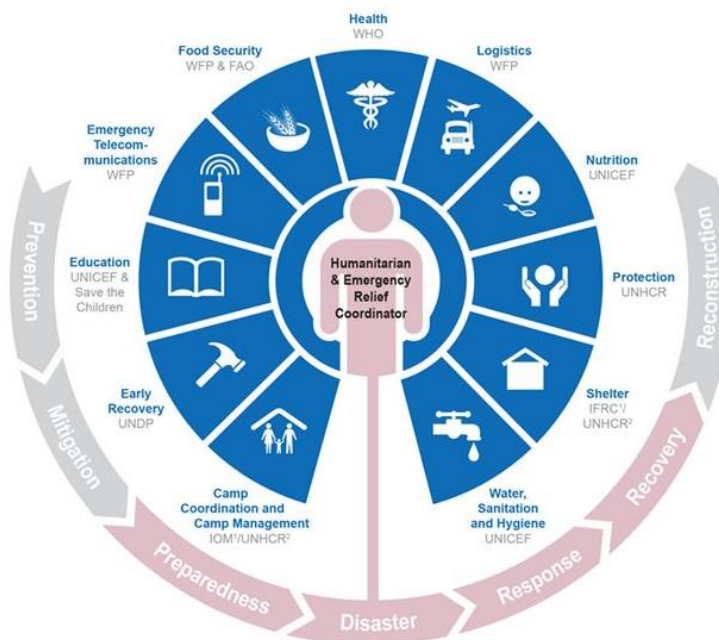 Health
WHO
Food Security
WFP & FAO
Logistics
WFP
Emergency
Telecom-
munications
WFP
Nutrition
UNICEF
Education
UNICEF &
Save the
Children
Humanitarian
& Emergency
Relief
Coordinator
Protection
UNHCR
Early
Recovery
UNDP
Shelter
IFRC¹/
UNHCR²
Camp
Coordination and
Camp Management
IOM¹/UNHCR²
Water,
Sanitation
and Hygiene
UNICEF
Prevention
Mitigation
Preparedness
Disaster
Response
Recovery
Reconstruction